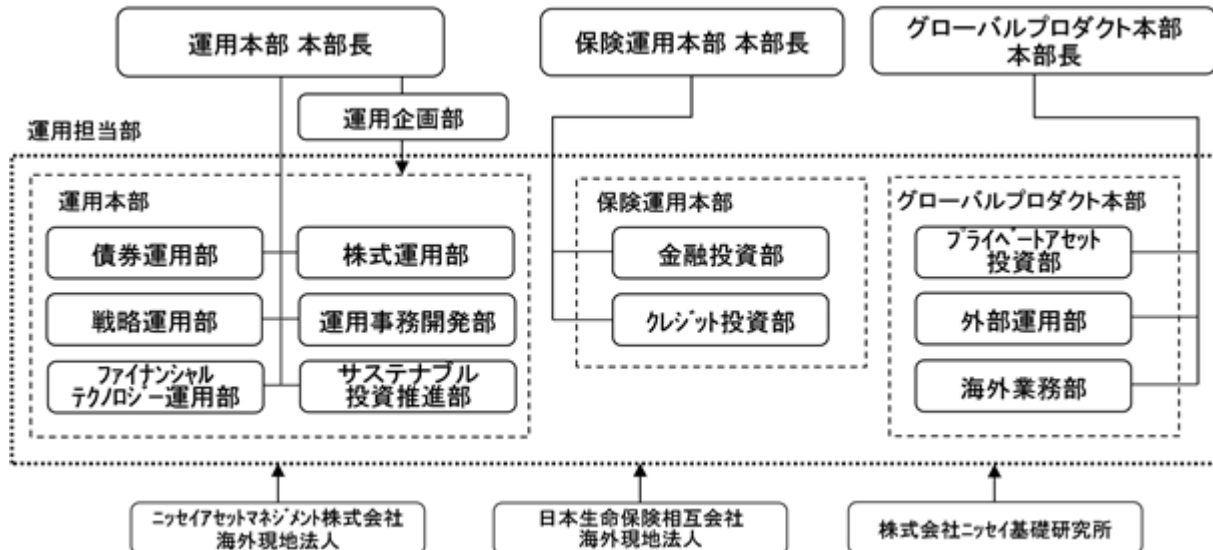 運用本部 本部長
保険運用本部 本部長
グローバルプロダクト本部
本部長
運用企画部
運用担当部
運用本部
債券運用部
株式運用部
戦略運用部
運用事務開発部
ファイナンシャル
テクノロジー運用部
サステナブル
投資推進部
保険運用本部
金融投資部
クレジット投資部
グローバルプロダクト本部
プライベートアセット
投資部
外部運用部
海外業務部
ニッセイアセットマネジメント株式会社
海外現地法人
日本生命保険相互会社
海外現地法人
株式会社ニッセイ基礎研究所